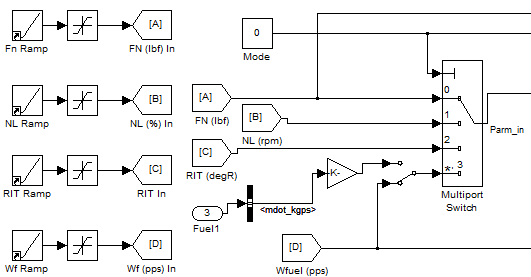 [A]
Fn Ramp
FN (lbf) In
0
Mode
[B]
NL Ramp
NL (%) In
[A]
FN (lbf)
[B]
NL (rpm)
0
1
2
*, 3
Parm_in
Multiport
Switch
[C]
RIT Ramp
RIT In
[C]
RIT (degR)
-K-
3
Fuel1
<mdot_kgps>
[D]
Wf Ramp
Wf (pps) In
[D]
Wfuel (pps)